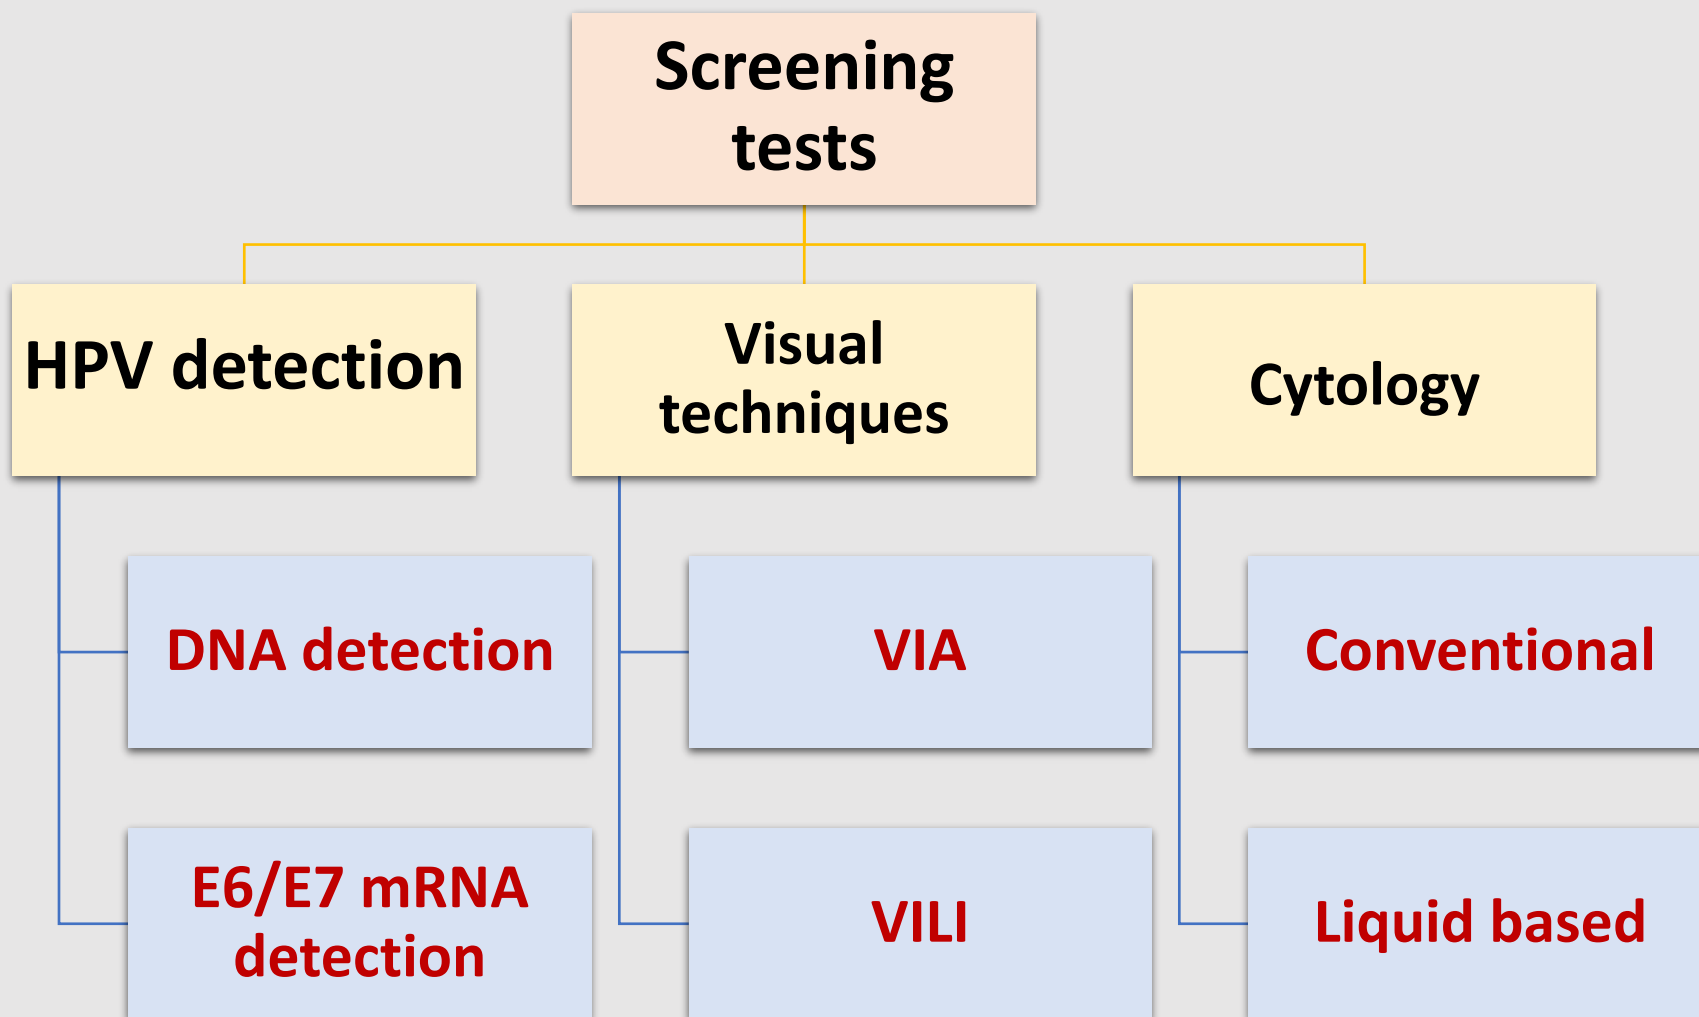 Screening
tests
HPV detection
Visual
techniques
Cytology
DNA detection
VIA
Conventional
E6/E7 mRNA
detection
VILI
Liquid based